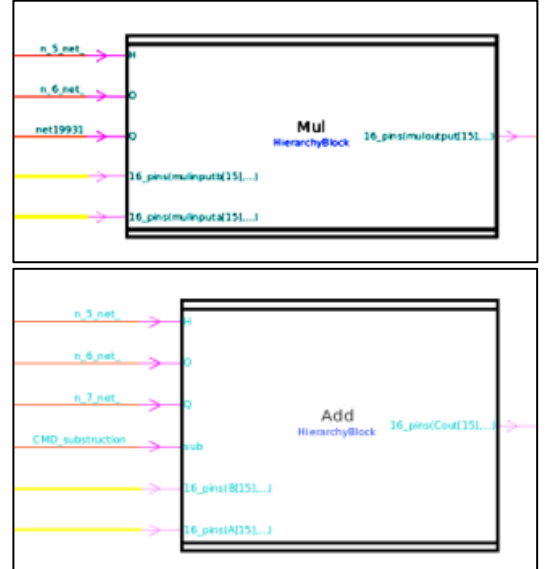 n_5_net_
H
n_6_net_
O
net19931
Q
Mul
HierarchyBlock
16_pins(muloutput[15],...)
16_pins(mulinputb[15],...)
16_pins(mulinputa[15],...)
n_5_net_
H
n_6_net_
O
n_7_net_
Q
Add
HierarchyBlock
16_pins(Cout[15],...)
CMD_substruction
sub
16_pins(B[15],...)
16_pins(A[15],...)